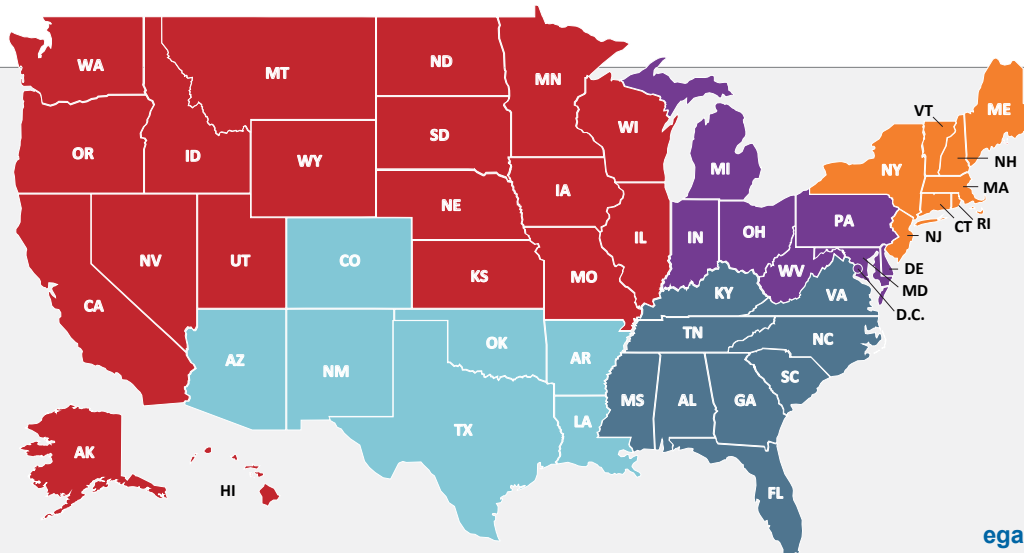 WA
MT
ND
MN
OR
ID
WY
SD
WI
MI
NY
VT
ME
NH
MA
CT
RI
NJ
NE
IA
IL
IN
OH
PA
NV
UT
CO
KS
MO
WV
DE
MD
D.C.
CA
KY
VA
AZ
NM
OK
AR
TN
NC
SC
TX
LA
MS
AL
GA
FL
AK
HI
ega